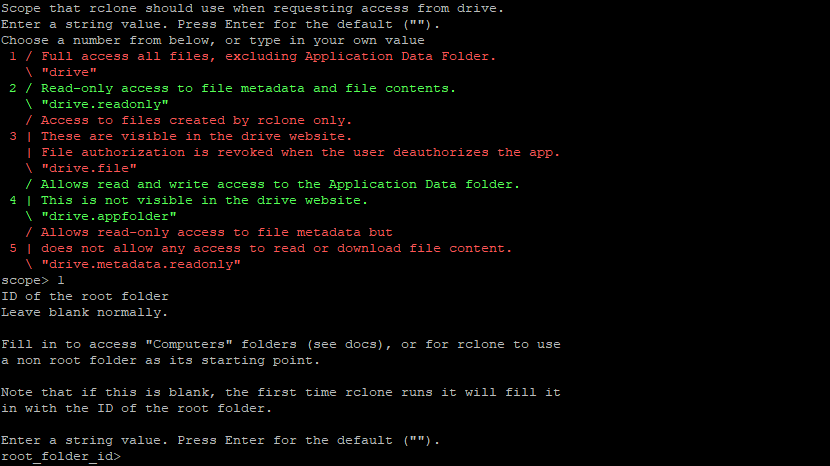 Scope that rclone should use when requesting access from drive.
Enter a string value. Press Enter for the default ("").
Choose a number from below, or type in your own value
 1 / Full access all files, excluding Application Data Folder.
   \ "drive"
 2 / Read-only access to file metadata and file contents.
   \ "drive.readonly"
   / Access to files created by rclone only.
 3 | These are visible in the drive website.
   | File authorization is revoked when the user deauthorizes the app.
   \ "drive.file"
   / Allows read and write access to the Application Data folder.
 4 | This is not visible in the drive website.
   \ "drive.appfolder"
   / Allows read-only access to file metadata but
 5 | does not allow any access to read or download file content.
   \ "drive.metadata.readonly"
scope> 1
ID of the root folder
Leave blank normally.

Fill in to access "Computers" folders (see docs), or for rclone to use
a non root folder as its starting point.

Note that if this is blank, the first time rclone runs it will fill it
in with the ID of the root folder.

Enter a string value. Press Enter for the default ("").
root_folder_id>